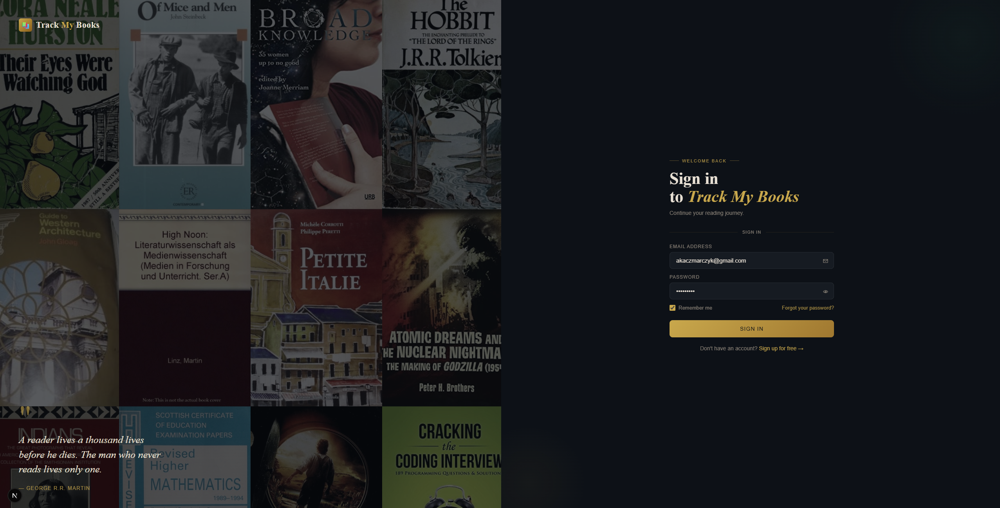 ORA NEALE
HURSTON
Their Eyes Were
Watching God
1987 / 50th ANNIVER
STILL A BESTSE
Track My Books
Of Mice and Men
John Steinbeck
ER
CONTEMPORARY
BROAD
KNOWLEDGE
35 women
up to no good
edited by
Joanne Merriam
URB
The
HOBBIT
THE ENCHANTING PRELUDE TO
"THE LORD OF THE RINGS"
J.R.R. Tolkien
Guide to
Western
Architecture
John Gloag
High Noon:
Literaturwissenschaft als
Medienwissenschaft
(Medien in Forschung
und Unterricht. Ser.A)
Linz, Martin
Note: This is not the actual book cover
Michèle CORROTTI
Philippe PERETTI
PETITE
ITALIE
Editions Alain Piazzola
ATOMIC DREAMS AND
HE NUCLEAR NIGHTMA
THE MAKING OF GODZILLA (195
Peter H. Brothers
INDIANS
THE GREAT PHOTOGRAPHS THAT REVEAL
COLLECTION OF THE SMITHSONIAN INSTITUTION
"
A reader lives a thousand lives
before he dies. The man who never
reads lives only one.
— GEORGE R.R. MARTIN
N
H
REVISE
SCOTTISH CERTIFICATE
OF EDUCATION
EXAMINATION PAPERS
Revised
Higher
MATHEMATICS
1989–1994
CRACKING
the
CODING INTERVIEW
189 PROGRAMMING QUESTIONS & SOLUTION
WELCOME BACK
Sign in
to Track My Books
Continue your reading journey.
SIGN IN
EMAIL ADDRESS
akaczmarczyk@gmail.com
PASSWORD
•••••••••
Remember me
Forgot your password?
SIGN IN
Don't have an account? Sign up for free →